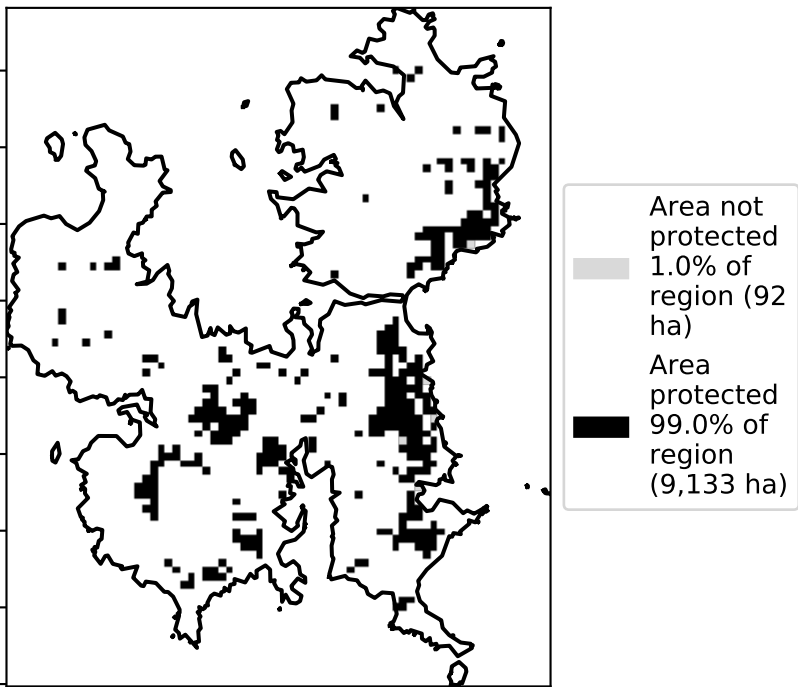 Area not
protected
1.0% of
region (92
ha)
Area
protected
99.0% of
region
(9,133 ha)